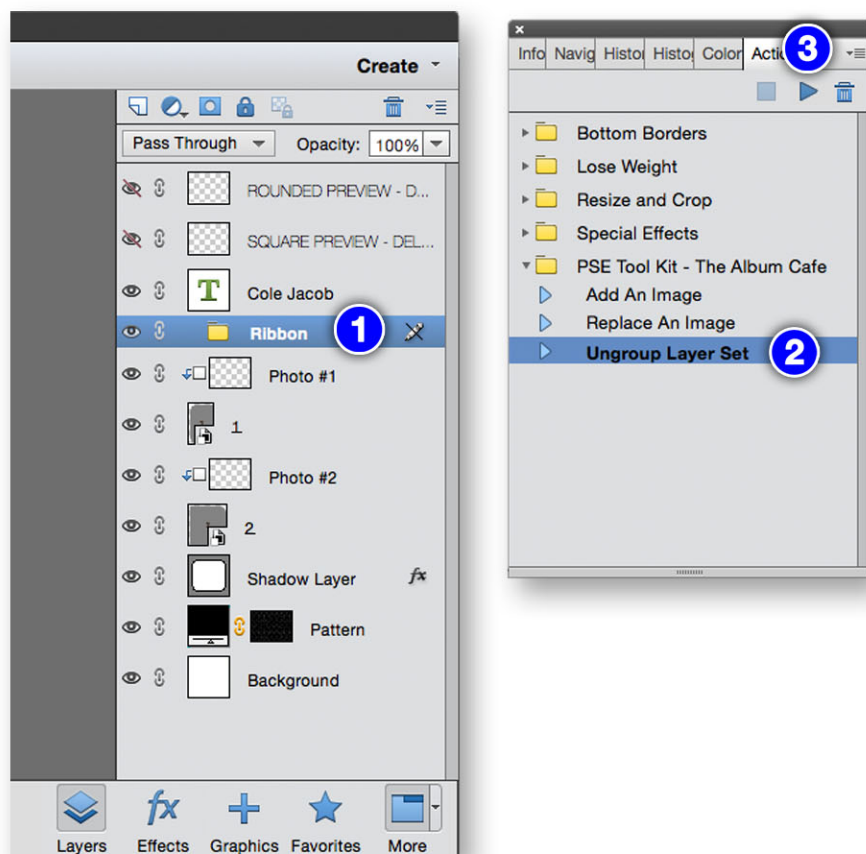 Create
Pass Through Opacity: 100%
ROUNDED PREVIEW - D...
SQUARE PREVIEW - DEL...
T Cole Jacob
Ribbon 1
Photo #1
1
Photo #2
2
Shadow Layer fx
Pattern
Background
Layers fx Effects Graphics Favorites More
Info Navig Histo Histo Color Actio 3
Bottom Borders
Lose Weight
Resize and Crop
Special Effects
PSE Tool Kit - The Album Cafe
Add An Image
Replace An Image
Ungroup Layer Set 2